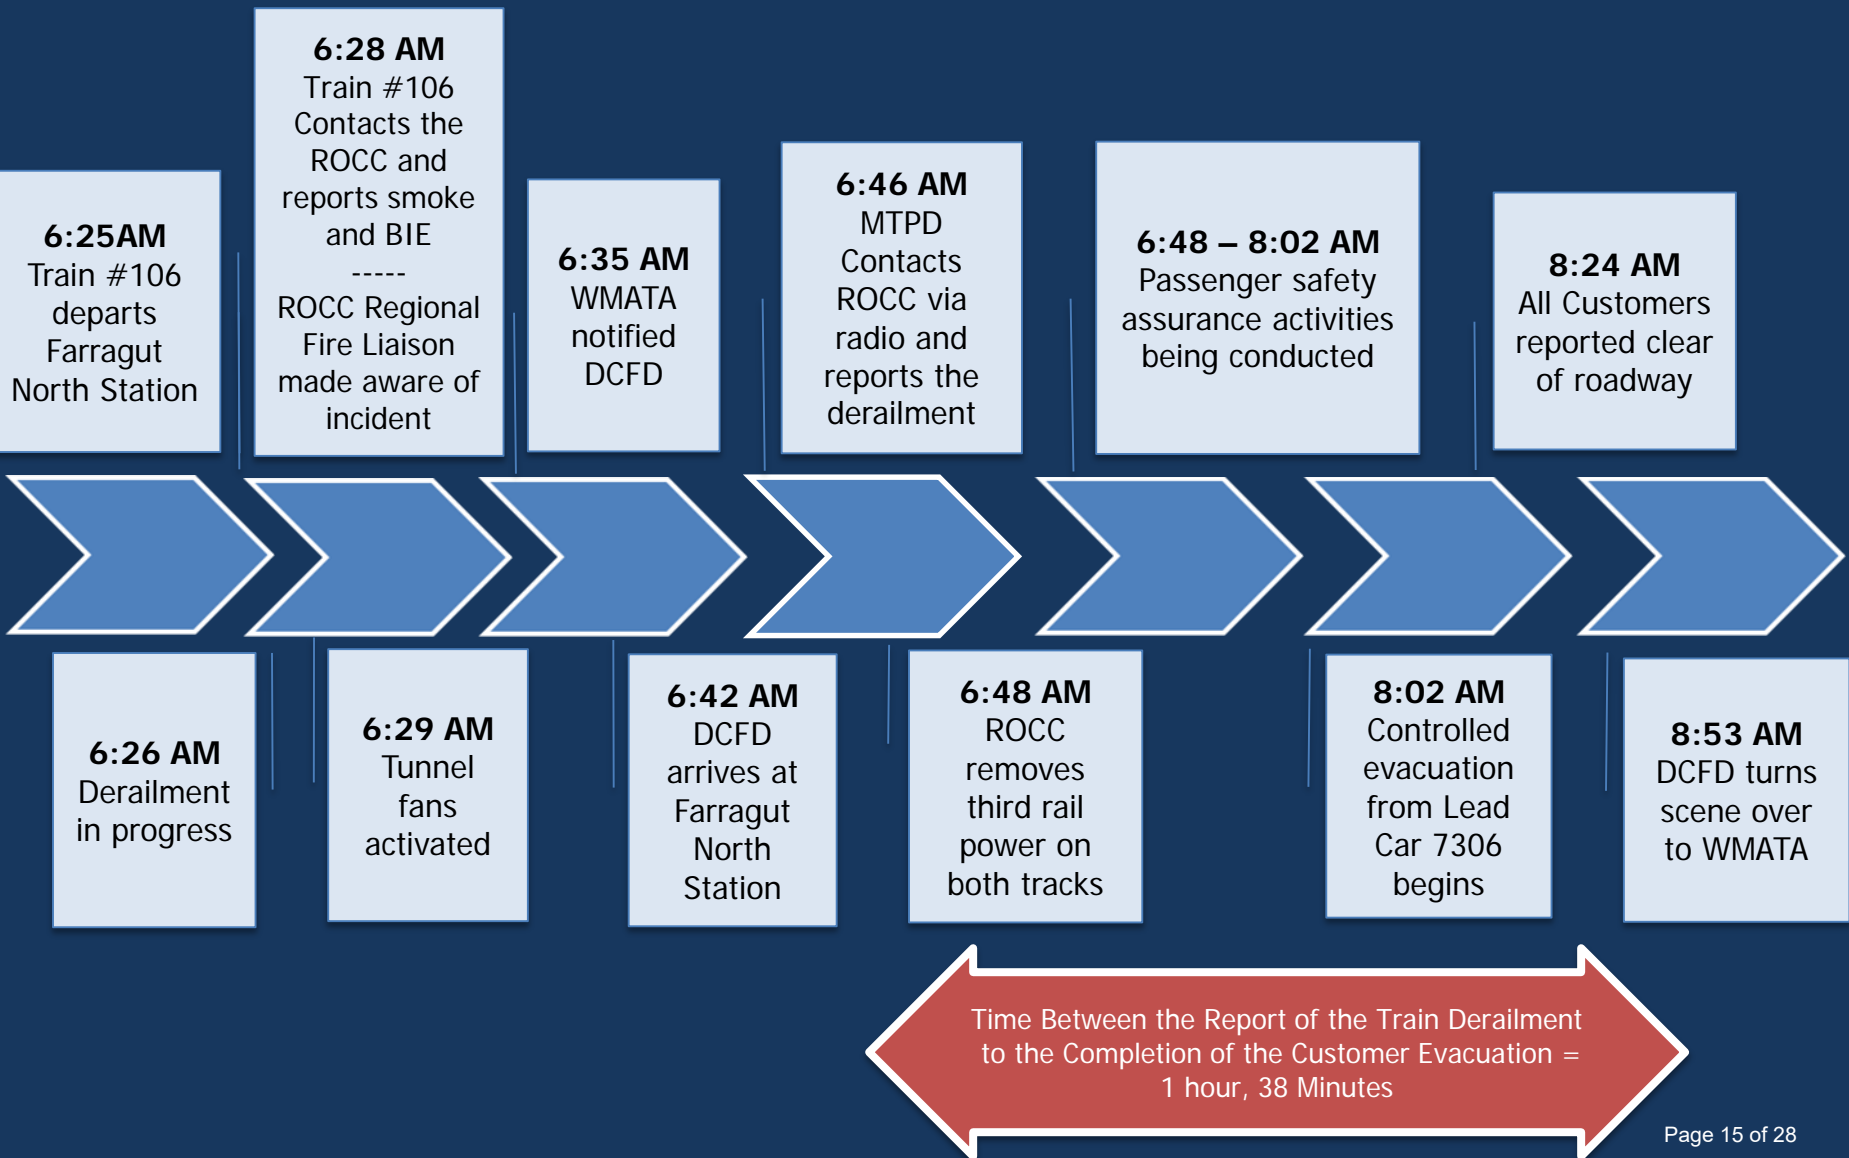 6:25AM
Train #106
departs
Farragut
North Station
6:28 AM
Train #106
Contacts the
ROCC and
reports smoke
and BIE
-----
ROCC Regional
Fire Liaison
made aware of
incident
6:35 AM
WMATA
notified
DCFD
6:46 AM
MTPD
Contacts
ROCC via
radio and
reports the
derailment
6:48 – 8:02 AM
Passenger safety
assurance activities
being conducted
8:24 AM
All Customers
reported clear
of roadway
6:26 AM
Derailment
in progress
6:29 AM
Tunnel
fans
activated
6:42 AM
DCFD
arrives at
Farragut
North
Station
6:48 AM
ROCC
removes
third rail
power on
both tracks
8:02 AM
Controlled
evacuation
from Lead
Car 7306
begins
8:53 AM
DCFD turns
scene over
to WMATA
Time Between the Report of the Train Derailment
to the Completion of the Customer Evacuation =
1 hour, 38 Minutes
Page 15 of 28